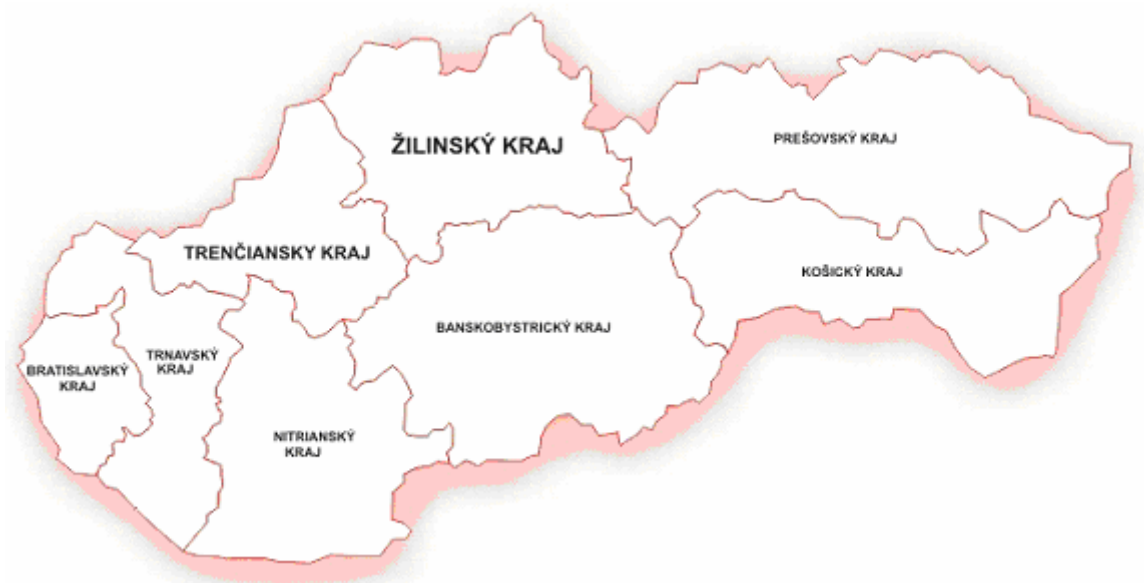 ŽILINSKÝ KRAJ
PREŠOVSKÝ KRAJ
TRENČIANSKY KRAJ
KOŠICKÝ KRAJ
BANSKOBYSTRICKÝ KRAJ
BRATISLAVSKÝ
KRAJ
TRNAVSKÝ
KRAJ
NITRIANSKÝ
KRAJ